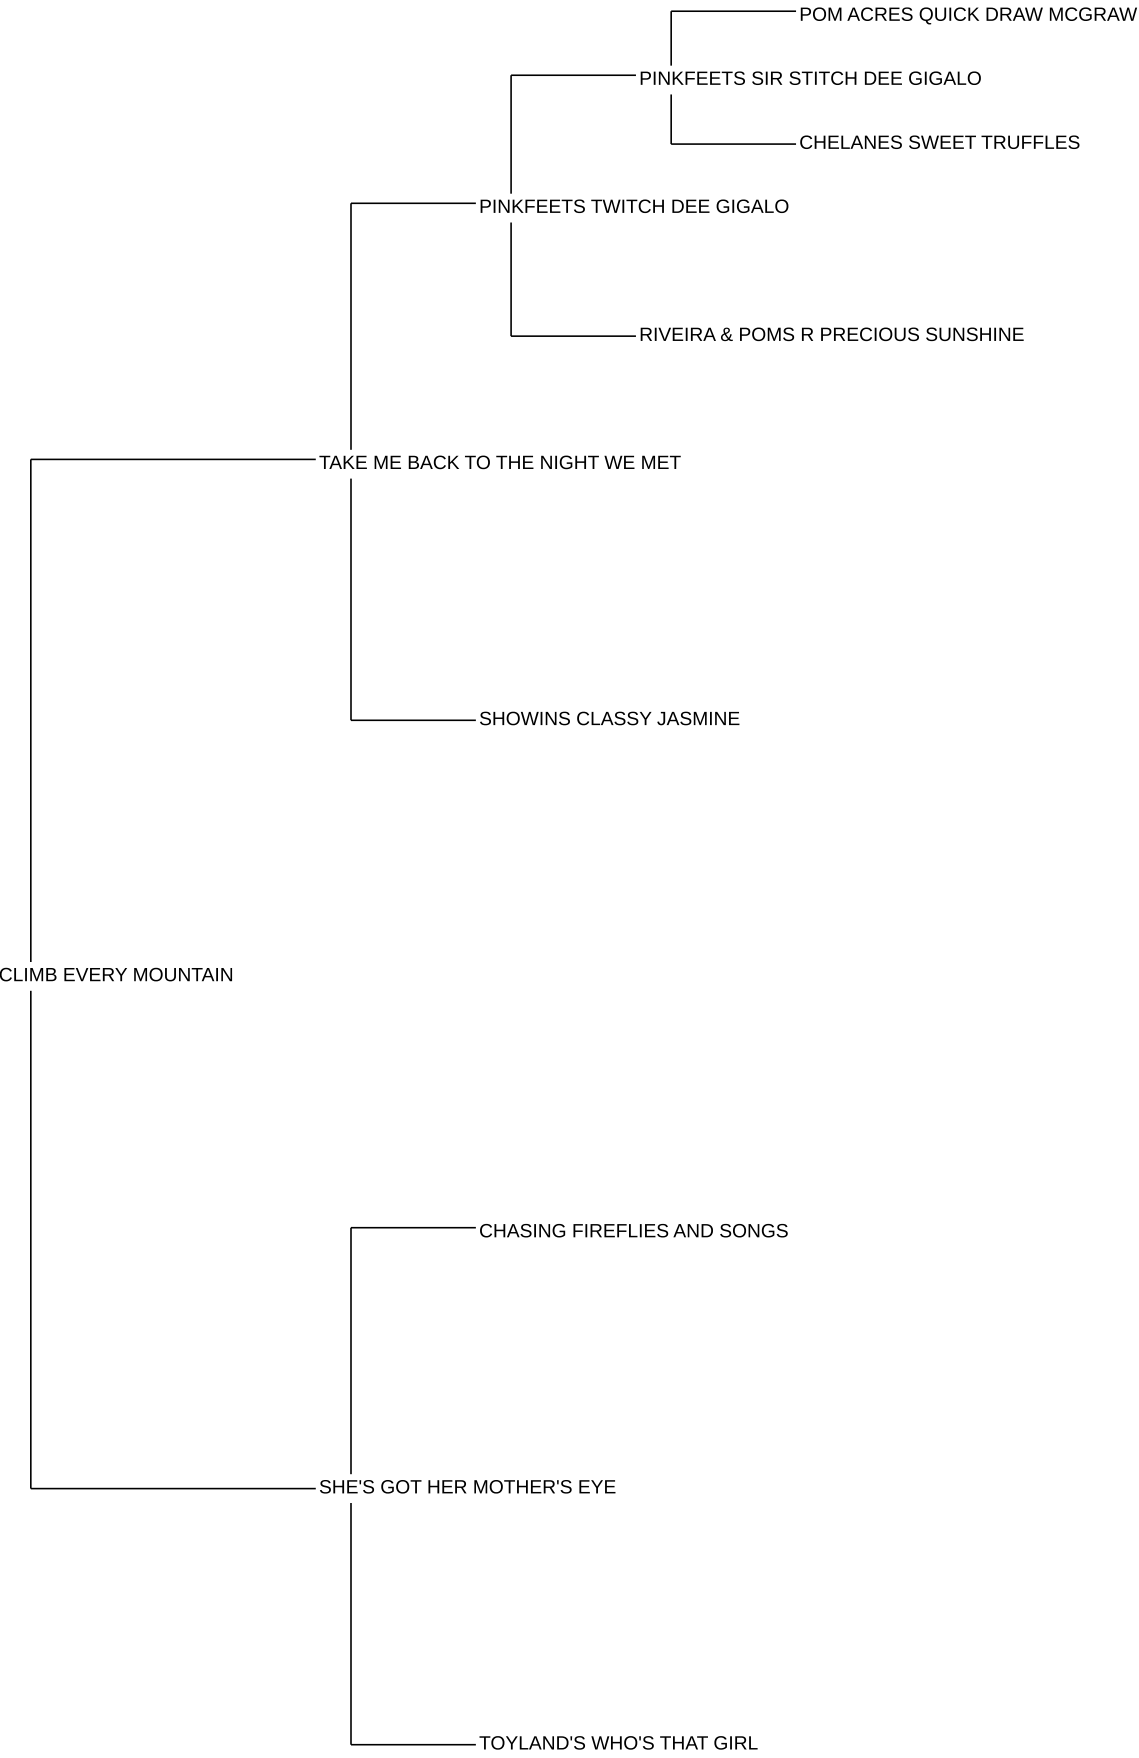 POM ACRES QUICK DRAW MCGRAW
PINKFEETS SIR STITCH DEE GIGALO
CHELANES SWEET TRUFFLES
PINKFEETS TWITCH DEE GIGALO
RIVEIRA & POMS R PRECIOUS SUNSHINE
TAKE ME BACK TO THE NIGHT WE MET
SHOWINS CLASSY JASMINE
CLIMB EVERY MOUNTAIN
CHASING FIREFLIES AND SONGS
SHE'S GOT HER MOTHER'S EYE
TOYLAND'S WHO'S THAT GIRL